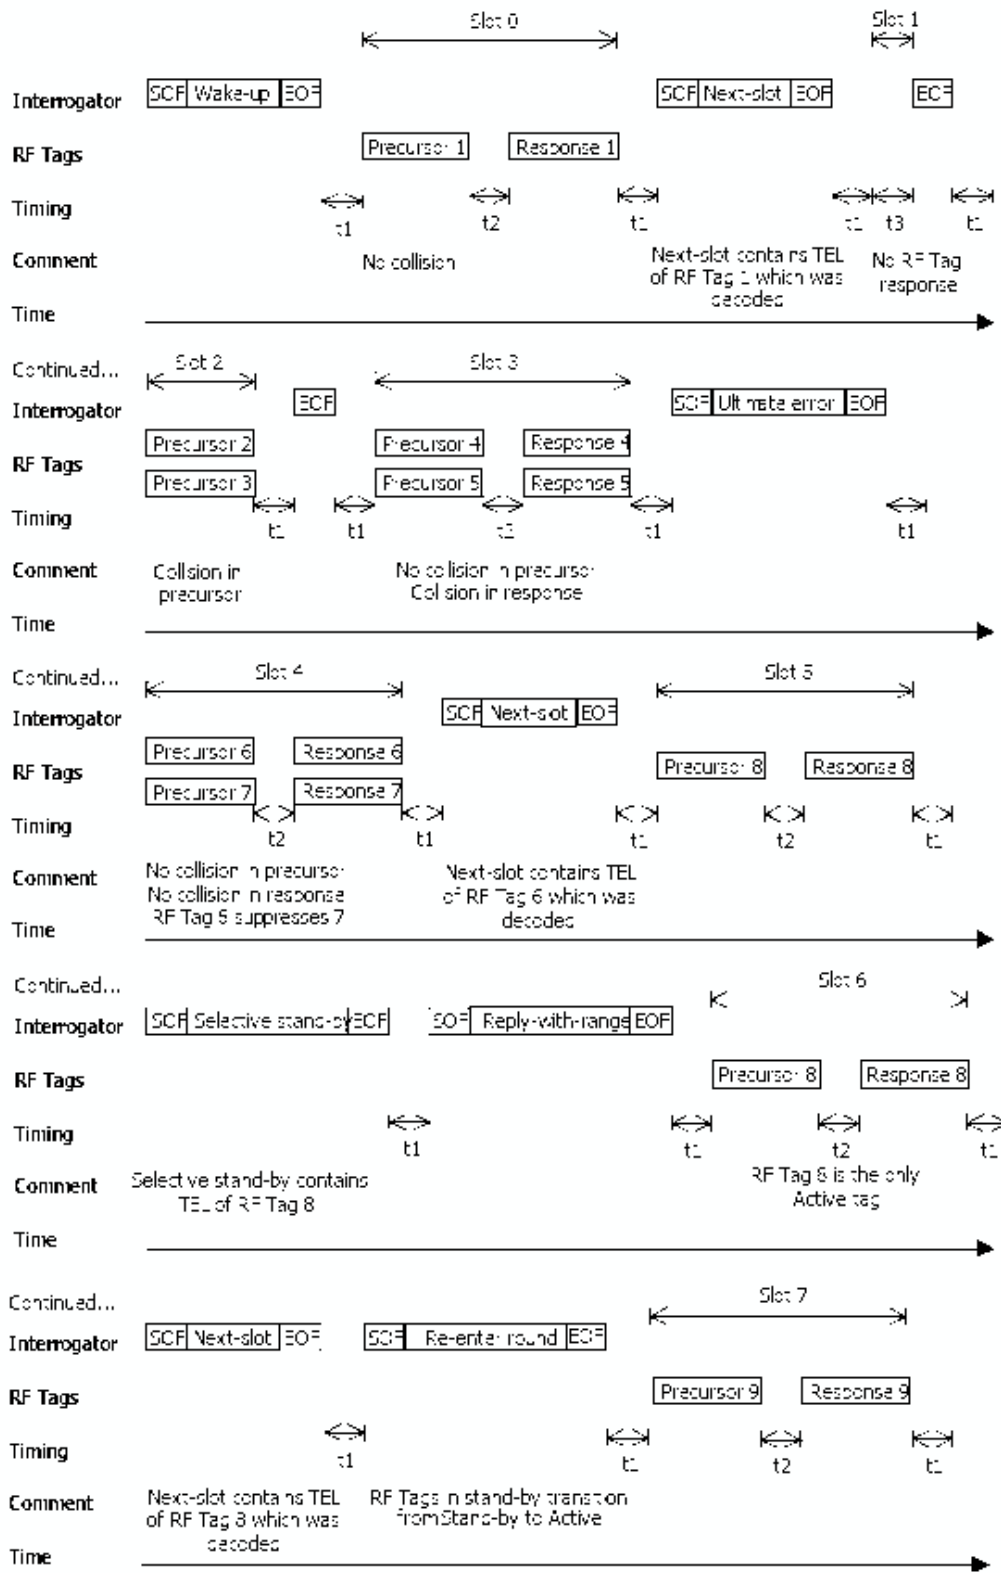 Slot 0 Slot 1
Interrogator SOF Wake-up EOF SOF Next-slot EOF EOF
RF Tags Precursor 1 Response 1
Timing t1 t2 t1 t1 t3 t1
Comment No collision Next-slot contains TEL No RF Tag
of RF Tag 1 which was response
decoded
Time
Continued... Slot 2 Slot 3
Interrogator EOF SOF Ultimate error EOF
Precursor 2 Precursor 4 Response 4
RF Tags
Precursor 3 Precursor 5 Response 5
Timing t1 t1 t1 t1
Comment Collision in No collision in precursor
precursor Collision in response
Time
Continued... Slot 4 Slot 5
Interrogator SOF Next-slot EOF
Precursor 6 Response 6
RF Tags Precursor 8 Response 8
Precursor 7 Response 7
Timing t2 t1 t1 t2 t1
Comment No collision in precursor Next-slot contains TEL
No collision in response of RF Tag 6 which was
RF Tag suppresses 7 decoded
Time
Continued... Slot 6
Interrogator SOF Selective stand-by EOF SOF Reply-with-range EOF
RF Tags Precursor 8 Response 8
Timing t1 t1 t2 t1
Comment Selective stand-by contains RF Tag 8 is the only
TEL of RF Tag 8 Active tag
Time
Continued... Slot 7
Interrogator SOF Next-slot EOF SOF Re-enter round EOF
RF Tags Precursor 9 Response 9
Timing t1 t1 t2 t1
Comment Next-slot contains TEL RF Tags in stand-by transition
of RF Tag 8 which was from Stand-by to Active
decoded
Time